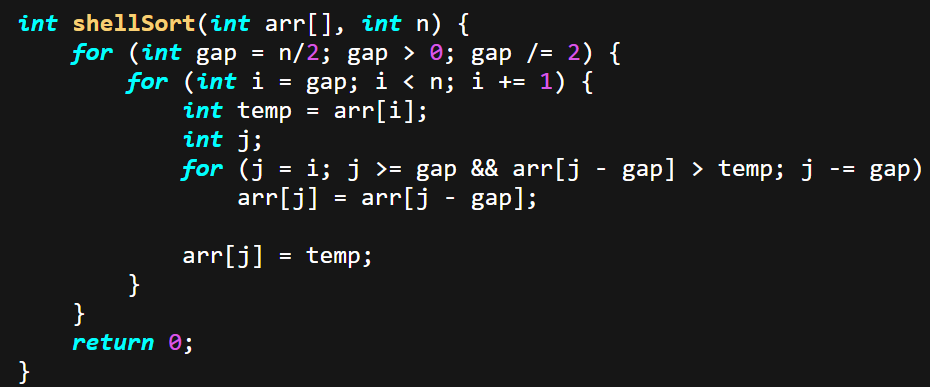 int shellSort(int arr[], int n) {
    for (int gap = n/2; gap > 0; gap /= 2) {
        for (int i = gap; i < n; i += 1) {
            int temp = arr[i];
            int j;
            for (j = i; j >= gap && arr[j - gap] > temp; j -= gap)
                arr[j] = arr[j - gap];

            arr[j] = temp;
        }
    }
    return 0;
}